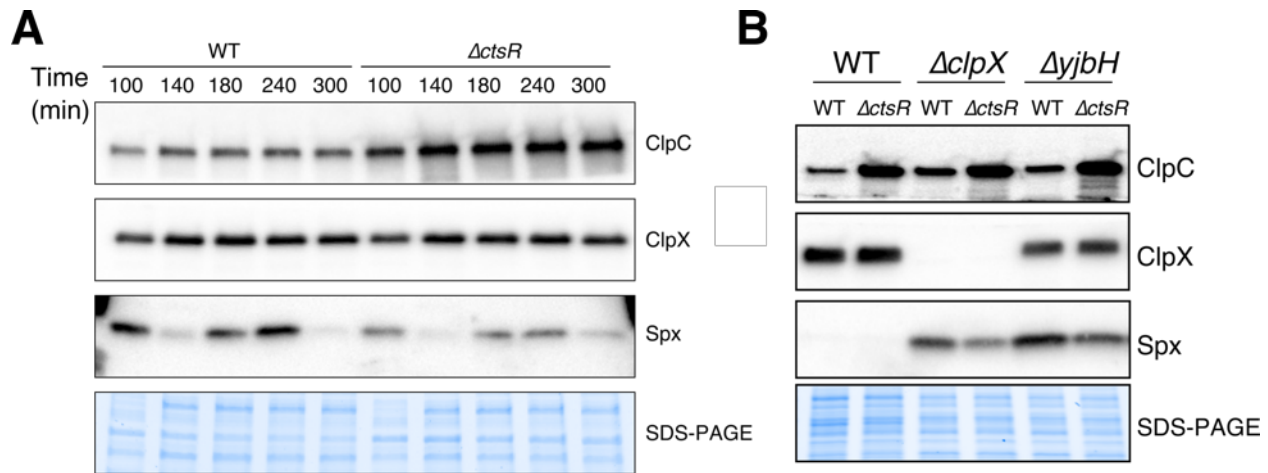 A
WT ΔctsR
Time
(min)
100 140 180 240 300 100 140 180 240 300
ClpC
ClpX
Spx
SDS-PAGE
B
WT ΔclpX ΔyjbH
WT ΔctsR WT ΔctsR WT ΔctsR
ClpC
ClpX
Spx
SDS-PAGE